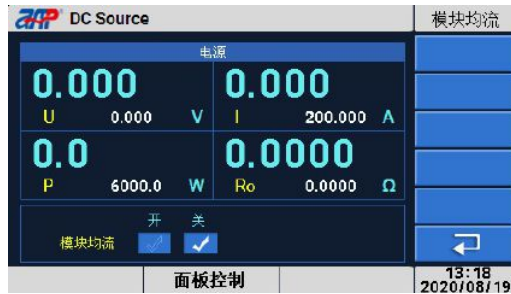 AAP DC Source 模块均流
电源
0.000 0.000
U 0.000 V I 200.000 A
0.0 0.0000
P 6000.0 W Ro 0.0000 Ω
开 关
模块均流
面板控制
13:18
2020/08/19